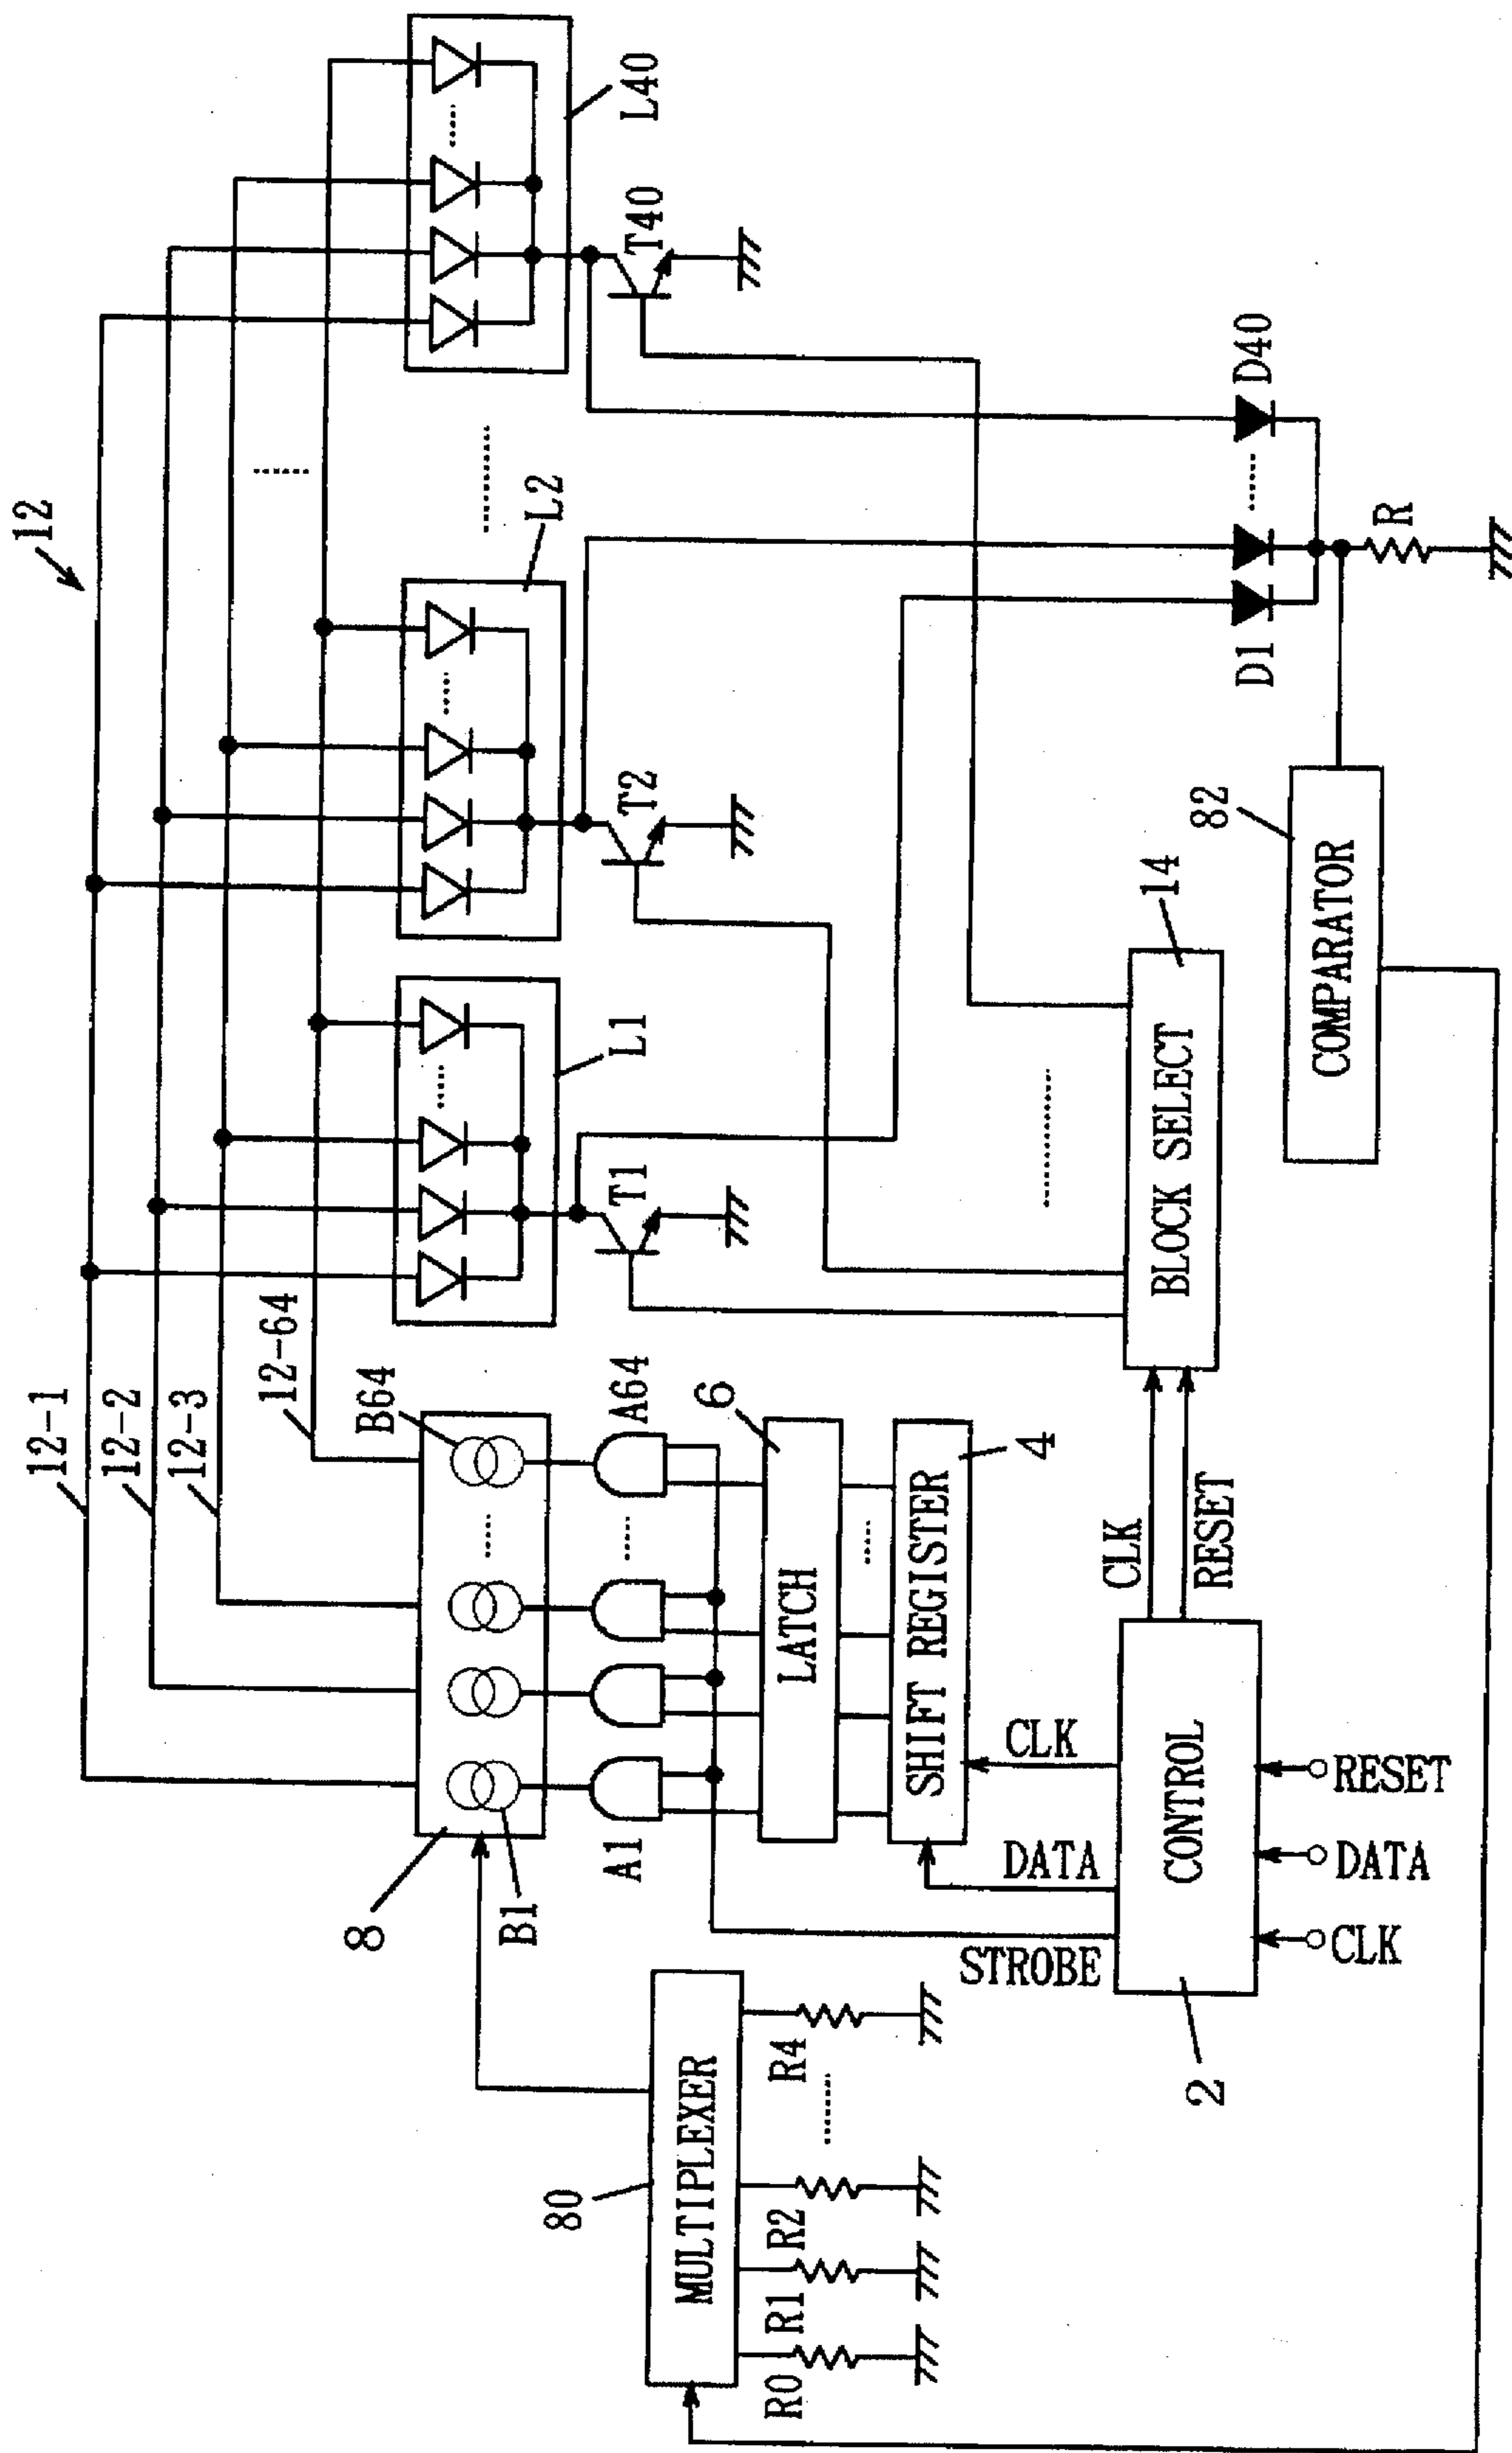 12
12-1
12-2
12-3
12-64
8
B1
B64
A1
A64
L1
L2
L40
T1
T2
T40
6
LATCH
SHIFT REGISTER
4
80
MULTIPLEXER
R0
R1
R2
R4
STROBE
DATA
CLK
CONTROL
2
CLK
DATA
RESET
CLK
RESET
BLOCK SELECT
14
COMPARATOR
82
D1
D40
R